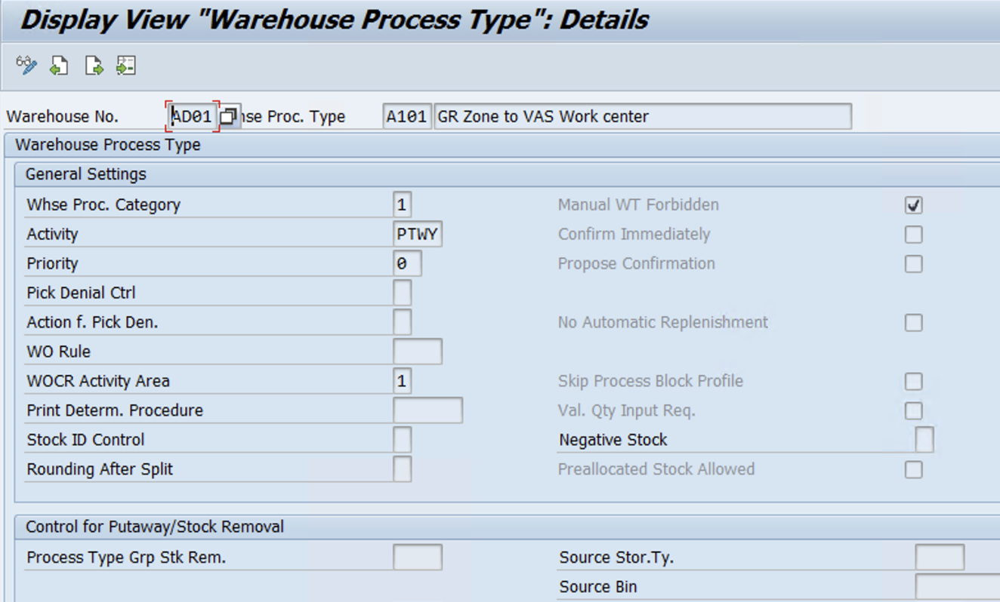 Display View "Warehouse Process Type": Details
Warehouse No. AD01 hse Proc. Type A101 GR Zone to VAS Work center
Warehouse Process Type
General Settings
Whse Proc. Category 1 Manual WT Forbidden
Activity PTWY Confirm Immediately
Priority 0 Propose Confirmation
Pick Denial Ctrl
Action f. Pick Den. No Automatic Replenishment
WO Rule
WOCR Activity Area 1 Skip Process Block Profile
Print Determ. Procedure Val. Qty Input Req.
Stock ID Control Negative Stock
Rounding After Split Preallocated Stock Allowed
Control for Putaway/Stock Removal
Process Type Grp Stk Rem. Source Stor.Ty.
Source Bin